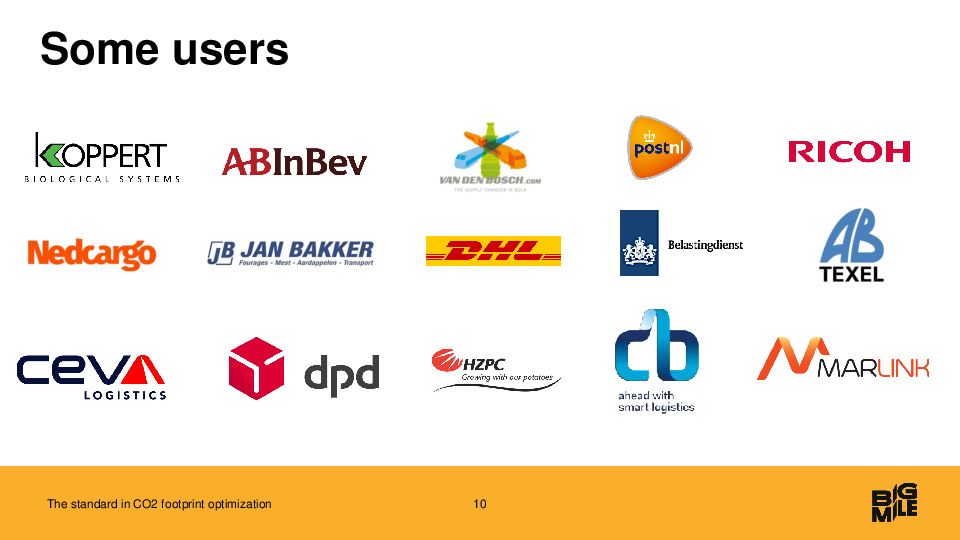 Some users
KOPPERT
BIOLOGICAL SYSTEMS
ABInBev
VAN DEN BOSCH.COM
THE SUPPLY CHAINGER IN BULK
postnl
RICOH
Nedcargo
JB JAN BAKKER
Fourages - Mest - Aardappelen - Transport
DHL
Belastingdienst
AB
TEXEL
CEVA
LOGISTICS
dpd
HZPC
Growing with our potatoes
cb
ahead with
smart logistics
MARLINK
The standard in CO2 footprint optimization
10
BIG
MILE